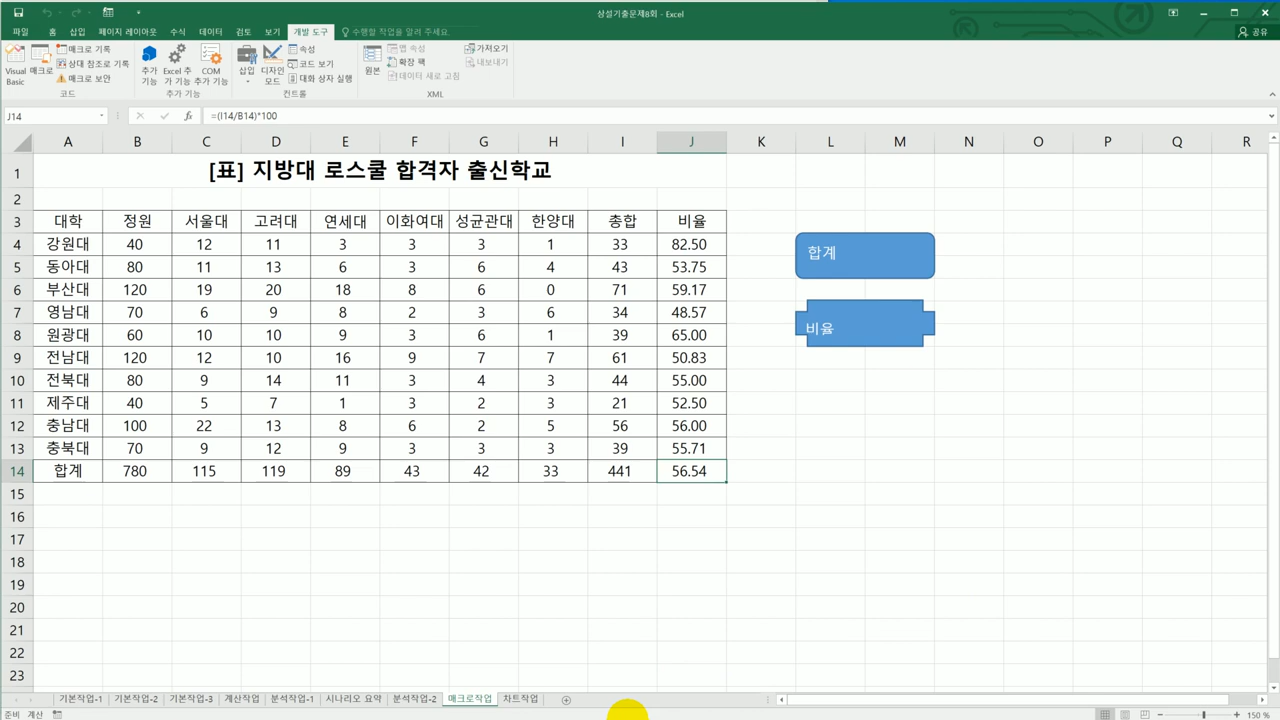 상설기출문제8회 - Excel
파일 홈 삽입 페이지 레이아웃 수식 데이터 검토 보기 개발 도구 수행할 작업을 알려 주세요. 공유
Visual Basic
매크로
매크로 기록
상대 참조로 기록
매크로 보안
코드
추가 기능
Excel 추가 기능
COM 추가 기능
추가 기능
삽입
디자인 모드
속성
코드 보기
대화 상자 실행
컨트롤
원본
맵 속성
확장 팩
데이터 새로 고침
가져오기
내보내기
XML
J14 fx =(I14/B14)*100
A B C D E F G H I J K L M N O P Q R
1 [표] 지방대 로스쿨 합격자 출신학교
2
3 대학 정원 서울대 고려대 연세대 이화여대 성균관대 한양대 총합 비율
4 강원대 40 12 11 3 3 3 1 33 82.50
합계
5 동아대 80 11 13 6 3 6 4 43 53.75
6 부산대 120 19 20 18 8 6 0 71 59.17
7 영남대 70 6 9 8 2 3 6 34 48.57
비율
8 원광대 60 10 10 9 3 6 1 39 65.00
9 전남대 120 12 10 16 9 7 7 61 50.83
10 전북대 80 9 14 11 3 4 3 44 55.00
11 제주대 40 5 7 1 3 2 3 21 52.50
12 충남대 100 22 13 8 6 2 5 56 56.00
13 충북대 70 9 12 9 3 3 3 39 55.71
14 합계 780 115 119 89 43 42 33 441 56.54
15
16
17
18
19
20
21
22
23
기본작업-1 기본작업-2 기본작업-3 계산작업 분석작업-1 시나리오 요약 분석작업-2 매크로작업 차트작업
준비 계산 150 %